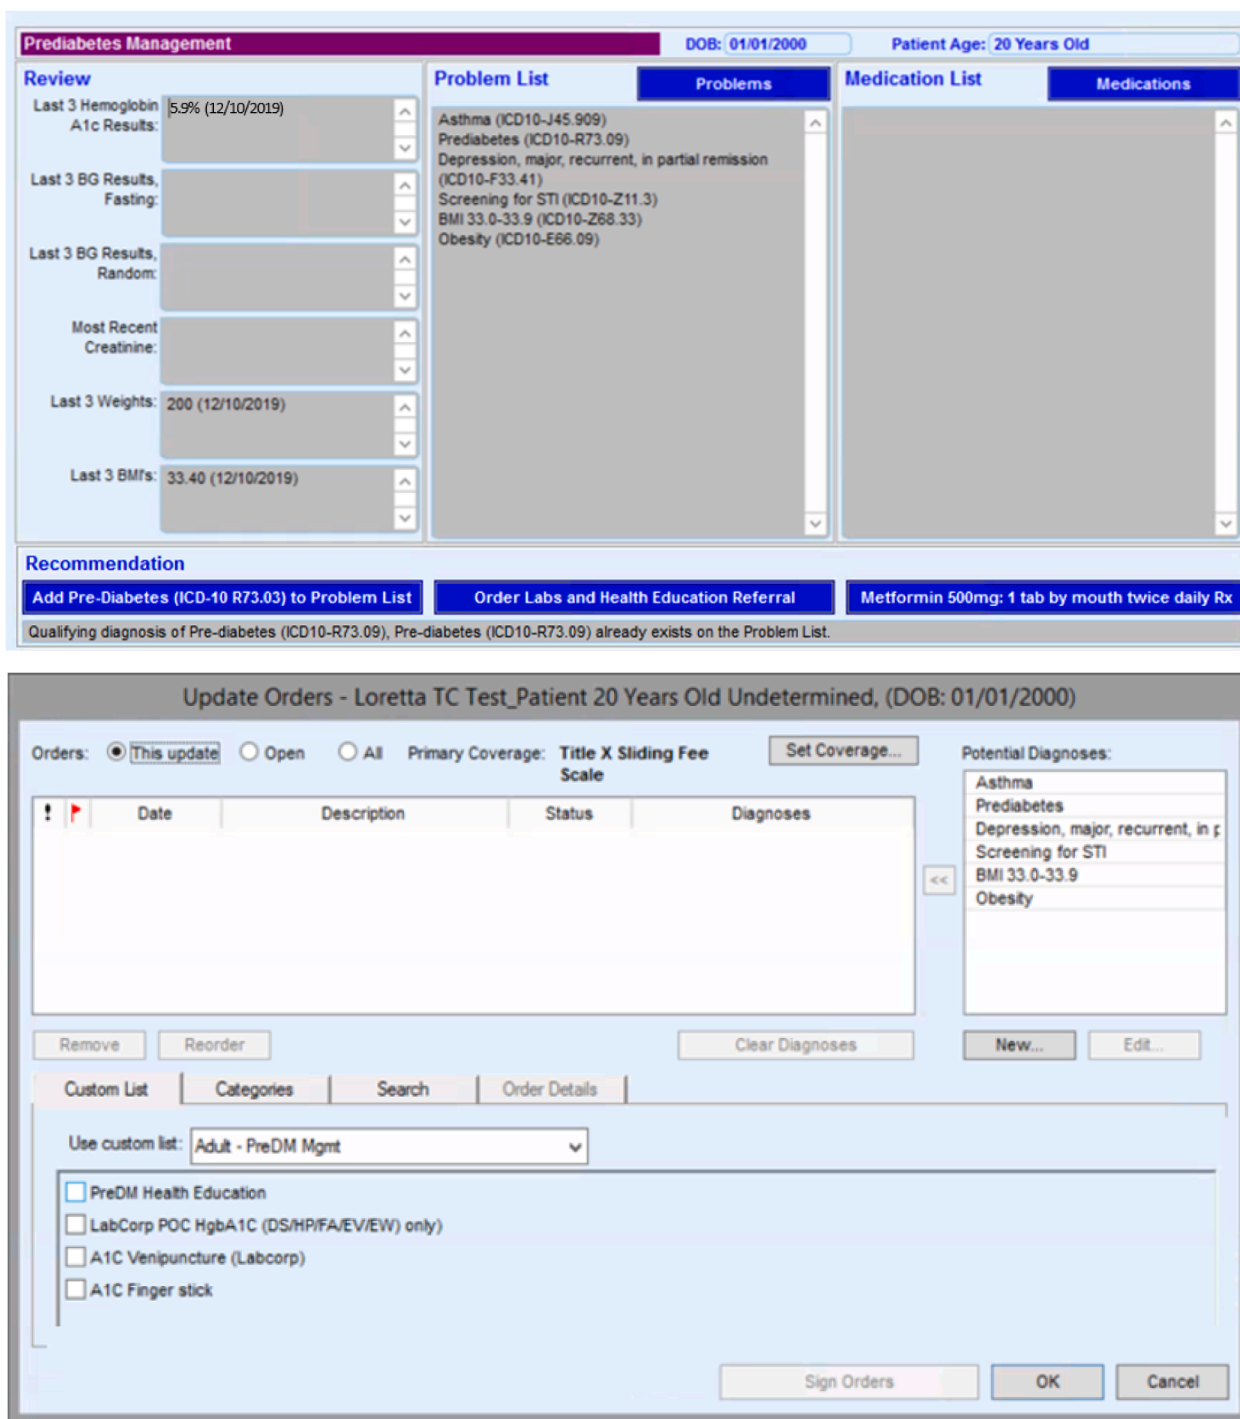 Prediabetes Management DOB: 01/01/2000 Patient Age: 20 Years Old
Review
Last 3 Hemoglobin A1c Results: 5.9% (12/10/2019)
Last 3 BG Results, Fasting:
Last 3 BG Results, Random:
Most Recent Creatinine:
Last 3 Weights: 200 (12/10/2019)
Last 3 BMI's: 33.40 (12/10/2019)
Problem List Problems
Asthma (ICD10-J45.909)
Prediabetes (ICD10-R73.09)
Depression, major, recurrent, in partial remission
(ICD10-F33.41)
Screening for STI (ICD10-Z11.3)
BMI 33.0-33.9 (ICD10-Z68.33)
Obesity (ICD10-E66.09)
Medication List Medications
Recommendation
Add Pre-Diabetes (ICD-10 R73.03) to Problem List Order Labs and Health Education Referral Metformin 500mg: 1 tab by mouth twice daily Rx
Qualifying diagnosis of Pre-diabetes (ICD10-R73.09), Pre-diabetes (ICD10-R73.09) already exists on the Problem List.
Update Orders - Loretta TC Test_Patient 20 Years Old Undetermined, (DOB: 01/01/2000)
Orders: This update Open All Primary Coverage: Title X Sliding Fee Scale Set Coverage...
! Date Description Status Diagnoses
<<
Potential Diagnoses:
Asthma
Prediabetes
Depression, major, recurrent, in p
Screening for STI
BMI 33.0-33.9
Obesity
Remove Reorder Clear Diagnoses New... Edit...
Custom List Categories Search Order Details
Use custom list: Adult - PreDM Mgmt
PreDM Health Education
LabCorp POC HgbA1C (DS/HP/FA/EV/EW) only)
A1C Venipuncture (Labcorp)
A1C Finger stick
Sign Orders OK Cancel